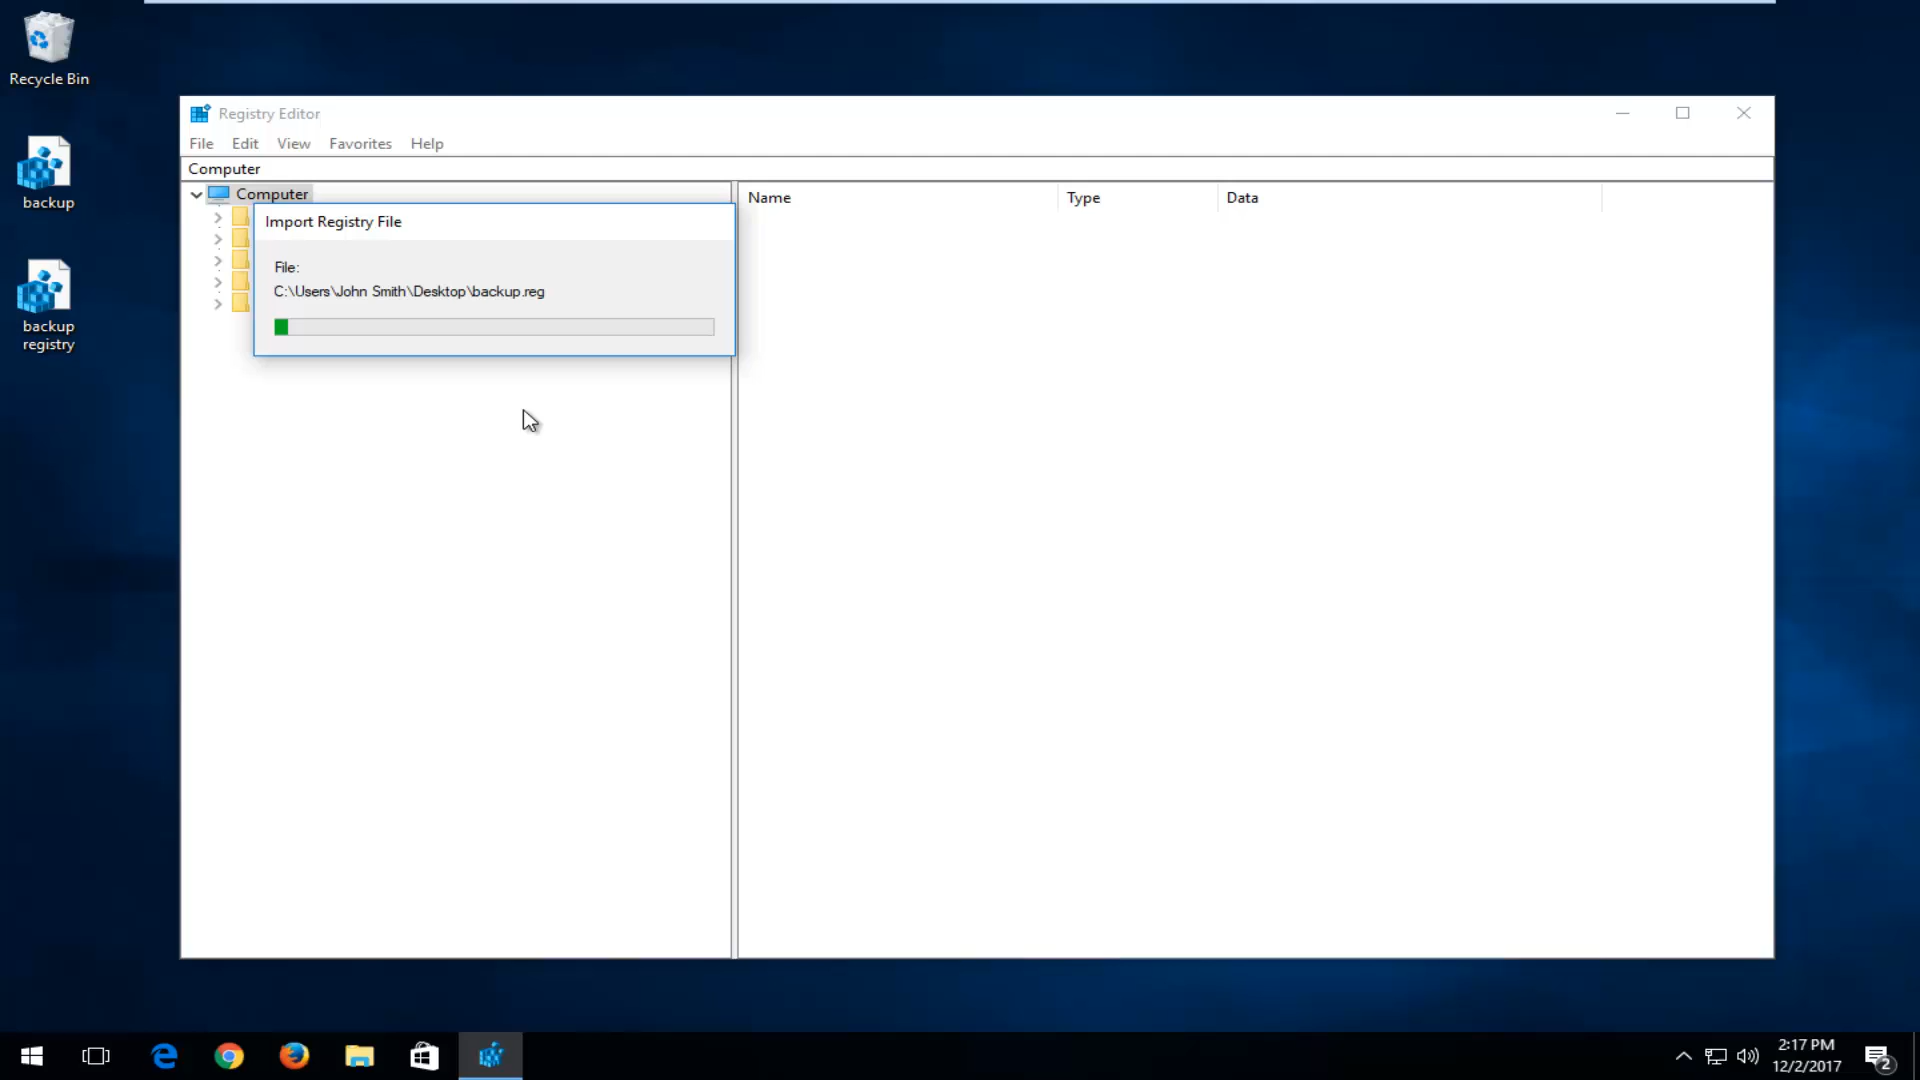 Recycle Bin
backup
backup
registry
Registry Editor
File Edit View Favorites Help
Computer
Computer
Name Type Data
Import Registry File
File:
C:\Users\John Smith\Desktop\backup.reg
2:17 PM
12/2/2017
2